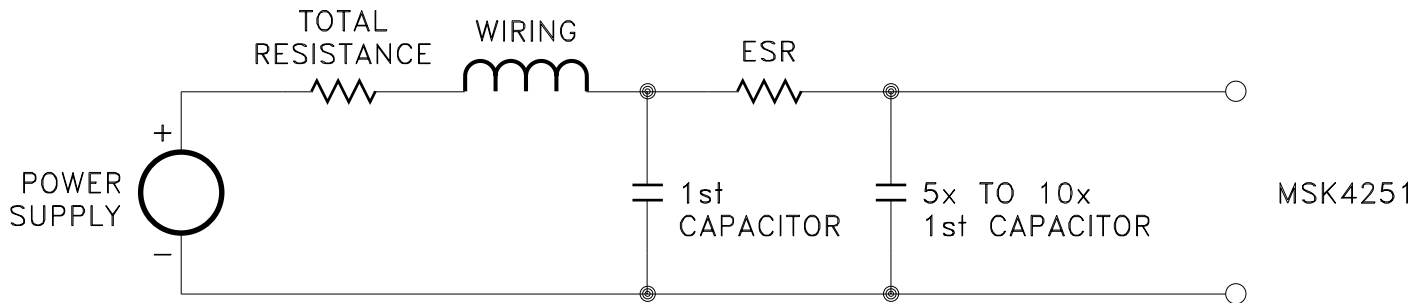 TOTAL
RESISTANCE
WIRING
ESR
+
POWER
SUPPLY
−
1st
CAPACITOR
5x TO 10x
1st CAPACITOR
MSK4251